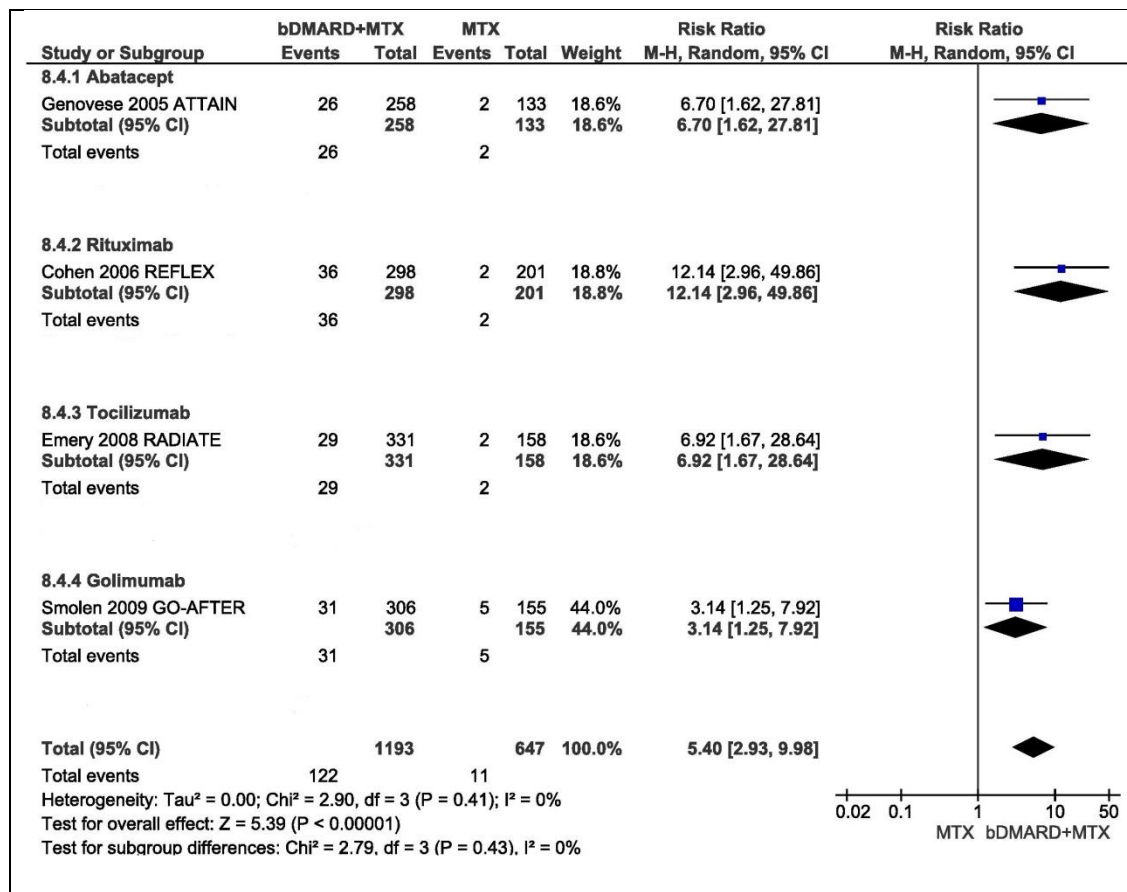 bDMARD+MTX MTX Risk Ratio Risk Ratio
Study or Subgroup Events Total Events Total Weight M-H, Random, 95% CI M-H, Random, 95% CI
8.4.1 Abatacept
Genovese 2005 ATTAIN 26 258 2 133 18.6% 6.70 [1.62, 27.81]
Subtotal (95% CI) 258 133 18.6% 6.70 [1.62, 27.81]
Total events 26 2
8.4.2 Rituximab
Cohen 2006 REFLEX 36 298 2 201 18.8% 12.14 [2.96, 49.86]
Subtotal (95% CI) 298 201 18.8% 12.14 [2.96, 49.86]
Total events 36 2
8.4.3 Tocilizumab
Emery 2008 RADIATE 29 331 2 158 18.6% 6.92 [1.67, 28.64]
Subtotal (95% CI) 331 158 18.6% 6.92 [1.67, 28.64]
Total events 29 2
8.4.4 Golimumab
Smolen 2009 GO-AFTER 31 306 5 155 44.0% 3.14 [1.25, 7.92]
Subtotal (95% CI) 306 155 44.0% 3.14 [1.25, 7.92]
Total events 31 5
Total (95% CI) 1193 647 100.0% 5.40 [2.93, 9.98]
Total events 122 11
Heterogeneity: Tau² = 0.00; Chi² = 2.90, df = 3 (P = 0.41); I² = 0%
Test for overall effect: Z = 5.39 (P < 0.00001)
Test for subgroup differences: Chi² = 2.79, df = 3 (P = 0.43), I² = 0%
0.02 0.1 1 10 50
MTX bDMARD+MTX